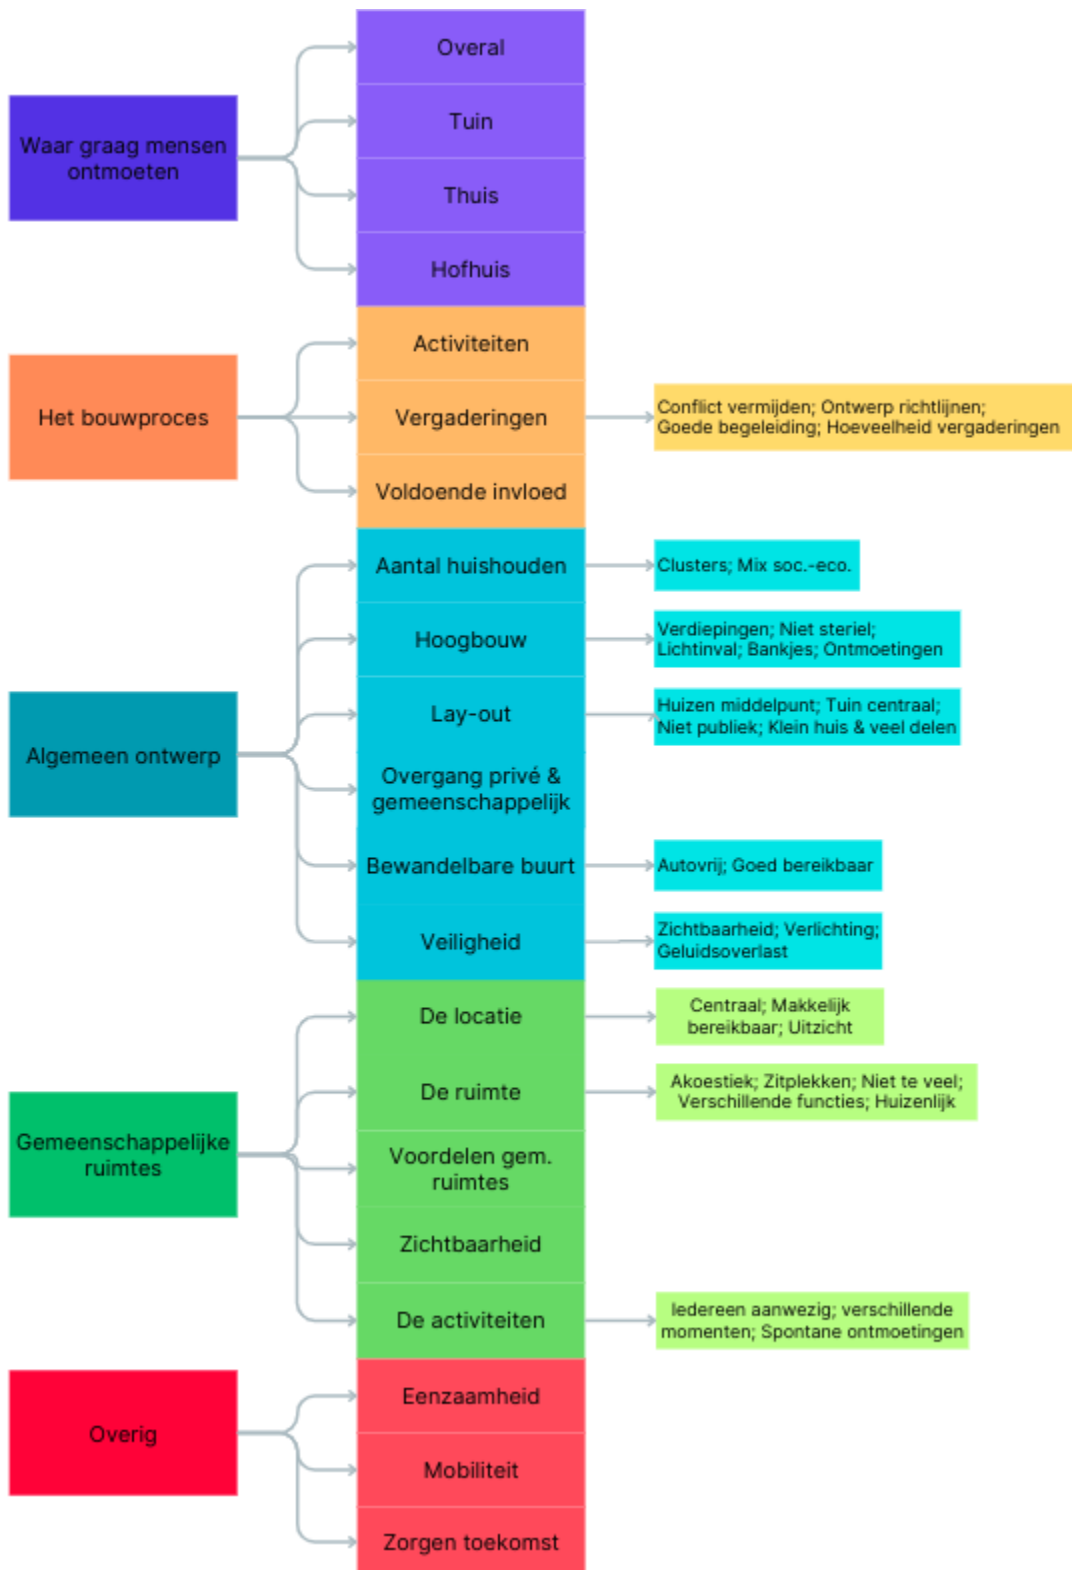 Waar graag mensen
ontmoeten
Overal
Tuin
Thuis
Hofhuis
Het bouwproces
Activiteiten
Vergaderingen
Conflict vermijden; Ontwerp richtlijnen;
Goede begeleiding; Hoeveelheid vergaderingen
Voldoende invloed
Algemeen ontwerp
Aantal huishouden
Clusters; Mix soc.-eco.
Hoogbouw
Verdiepingen; Niet steriel;
Lichtinval; Bankjes; Ontmoetingen
Lay-out
Huizen middelpunt; Tuin centraal;
Niet publiek; Klein huis & veel delen
Overgang privé &
gemeenschappelijk
Bewandelbare buurt
Autovrij; Goed bereikbaar
Veiligheid
Zichtbaarheid; Verlichting;
Geluidsoverlast
Gemeenschappelijke
ruimtes
De locatie
Centraal; Makkelijk
bereikbaar; Uitzicht
De ruimte
Akoestiek; Zitplekken; Niet te veel;
Verschillende functies; Huizenlijk
Voordelen gem.
ruimtes
Zichtbaarheid
De activiteiten
Iedereen aanwezig; verschillende
momenten; Spontane ontmoetingen
Overig
Eenzaamheid
Mobiliteit
Zorgen toekomst